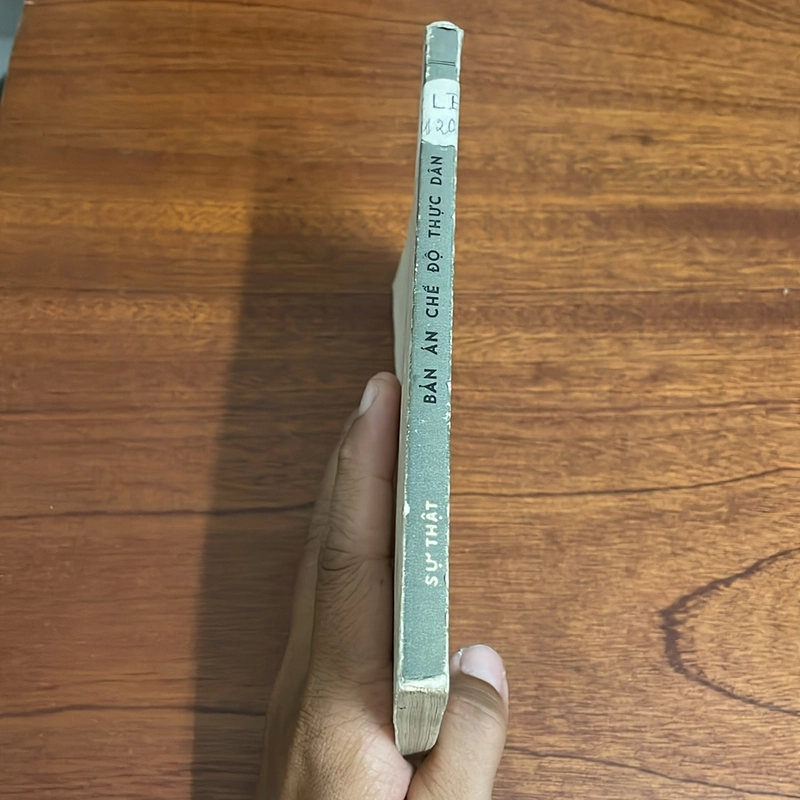 BẢN ÁN CHẾ ĐỘ THỰC DÂN
SỰ THẬT